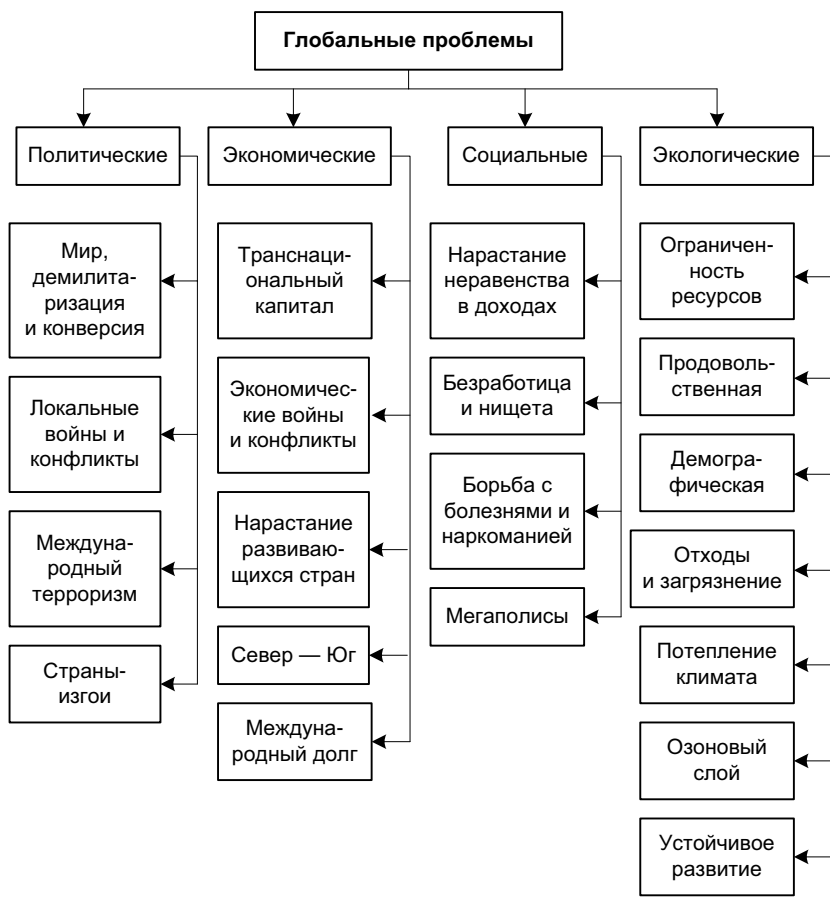 Глобальные проблемы
Политические
Экономические
Социальные
Экологические
Мир,
демилита-
ризация
и конверсия
Локальные
войны и
конфликты
Междуна-
родный
терроризм
Страны-
изгои
Транснаци-
ональный
капитал
Экономичес-
кие войны
и конфликты
Нарастание
развиваю-
щихся стран
Север — Юг
Междуна-
родный долг
Нарастание
неравенства
в доходах
Безработица
и нищета
Борьба с
болезнями и
наркоманией
Мегаполисы
Ограничен-
ность
ресурсов
Продоволь-
ственная
Демогра-
фическая
Отходы
и загрязнение
Потепление
климата
Озоновый
слой
Устойчивое
развитие